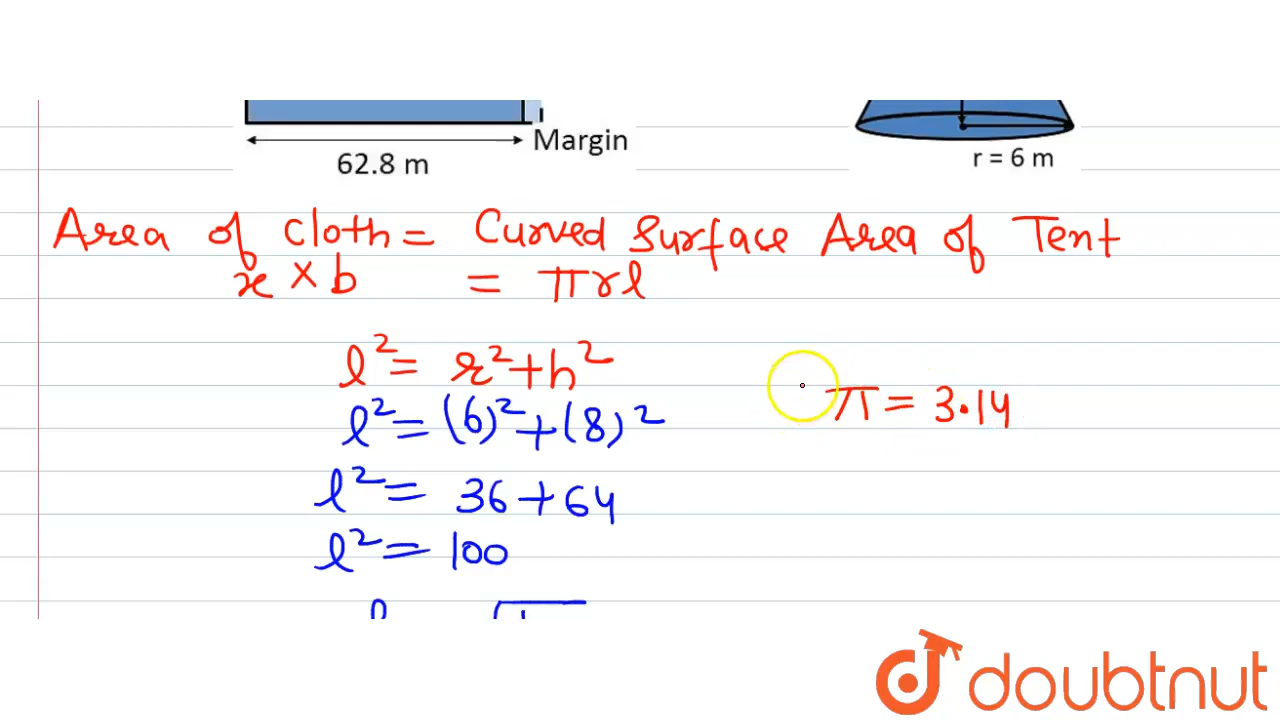 Margin
62.8 m
r = 6 m
Area of cloth = Curved Surface Area of Tent
x × b = πrl
l² = r² + h²
π = 3.14
l² = (6)² + (8)²
l² = 36 + 64
l² = 100
doubtnut